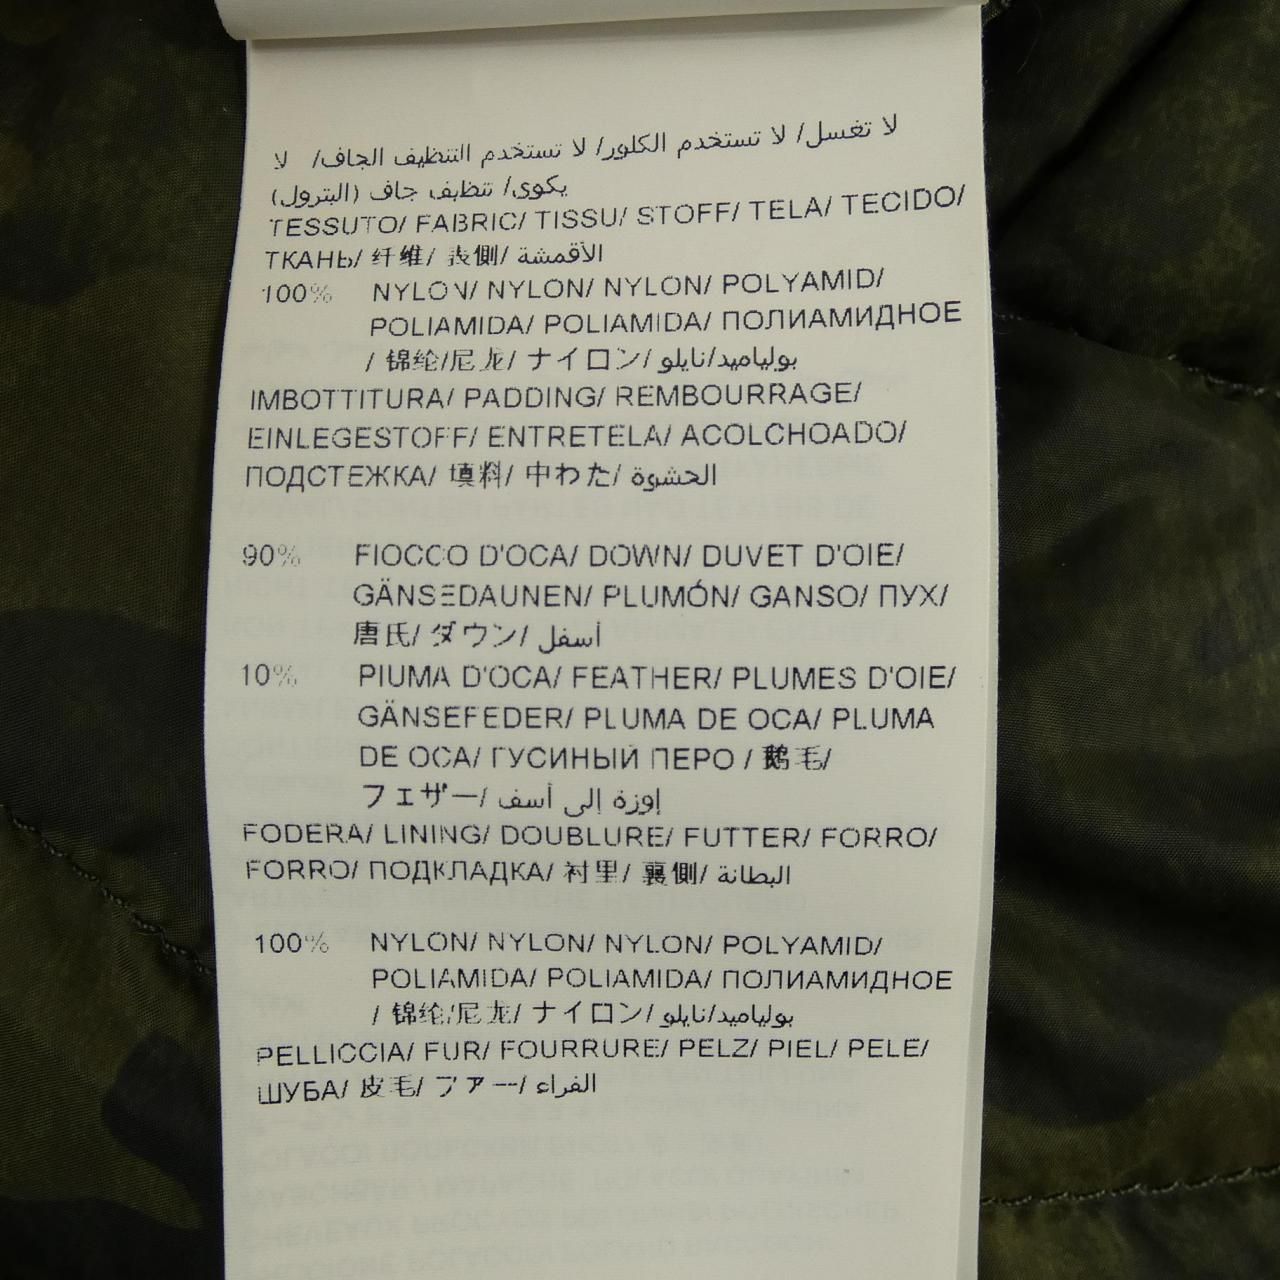 لا تغسل/ لا تستخدم الكلور/ لا تستخدم التنظيف الجاف/ لا
يكوى/ تنظيف جاف (البترول)
TESSUTO/ FABRIC/ TISSU/ STOFF/ TELA/ TECIDO/
ТКАНЬ/ 纤维/ 表側/ الأقمشة
100% NYLON/ NYLON/ NYLON/ POLYAMID/
POLIAMIDA/ POLIAMIDA/ ПОЛИАМИДНОЕ
/ 锦纶/尼龙/ ナイロン/ بولياميد/نايلو
IMBOTTITURA/ PADDING/ REMBOURRAGE/
EINLEGESTOFF/ ENTRETELA/ ACOLCHOADO/
ПОДСТЕЖКА/ 填料/ 中わた/ الحشوة
90% FIOCCO D'OCA/ DOWN/ DUVET D'OIE/
GÄNSEDAUNEN/ PLUMÓN/ GANSO/ ПУХ/
唐氏/ ダウン/ أسفل
10% PIUMA D'OCA/ FEATHER/ PLUMES D'OIE/
GÄNSEFEDER/ PLUMA DE OCA/ PLUMA
DE OCA/ ГУСИНЫЙ ПЕРО / 鹅毛/
フェザー/ إوزة إلى أسف
FODERA/ LINING/ DOUBLURE/ FUTTER/ FORRO/
FORRO/ ПОДКЛАДКА/ 衬里/ 裏側/ البطانة
100% NYLON/ NYLON/ NYLON/ POLYAMID/
POLIAMIDA/ POLIAMIDA/ ПОЛИАМИДНОЕ
/ 锦纶/尼龙/ ナイロン/ بولياميد/نايلو
PELLICCIA/ FUR/ FOURRURE/ PELZ/ PIEL/ PELE/
ШУБА/ 皮毛/ ファー/ الفراء